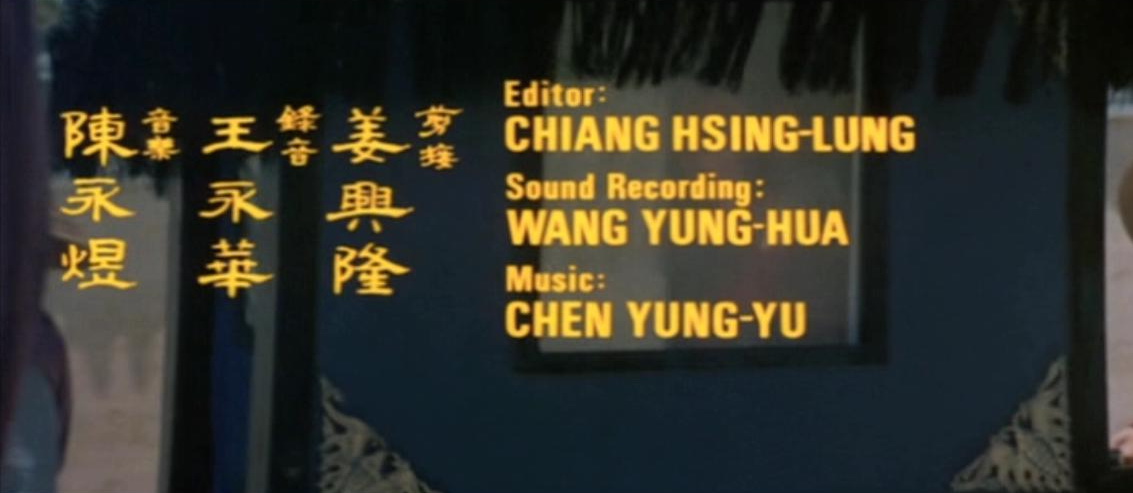 剪接
姜興隆
錄音
王永華
音樂
陳永煜
Editor:
CHIANG HSING-LUNG
Sound Recording:
WANG YUNG-HUA
Music:
CHEN YUNG-YU